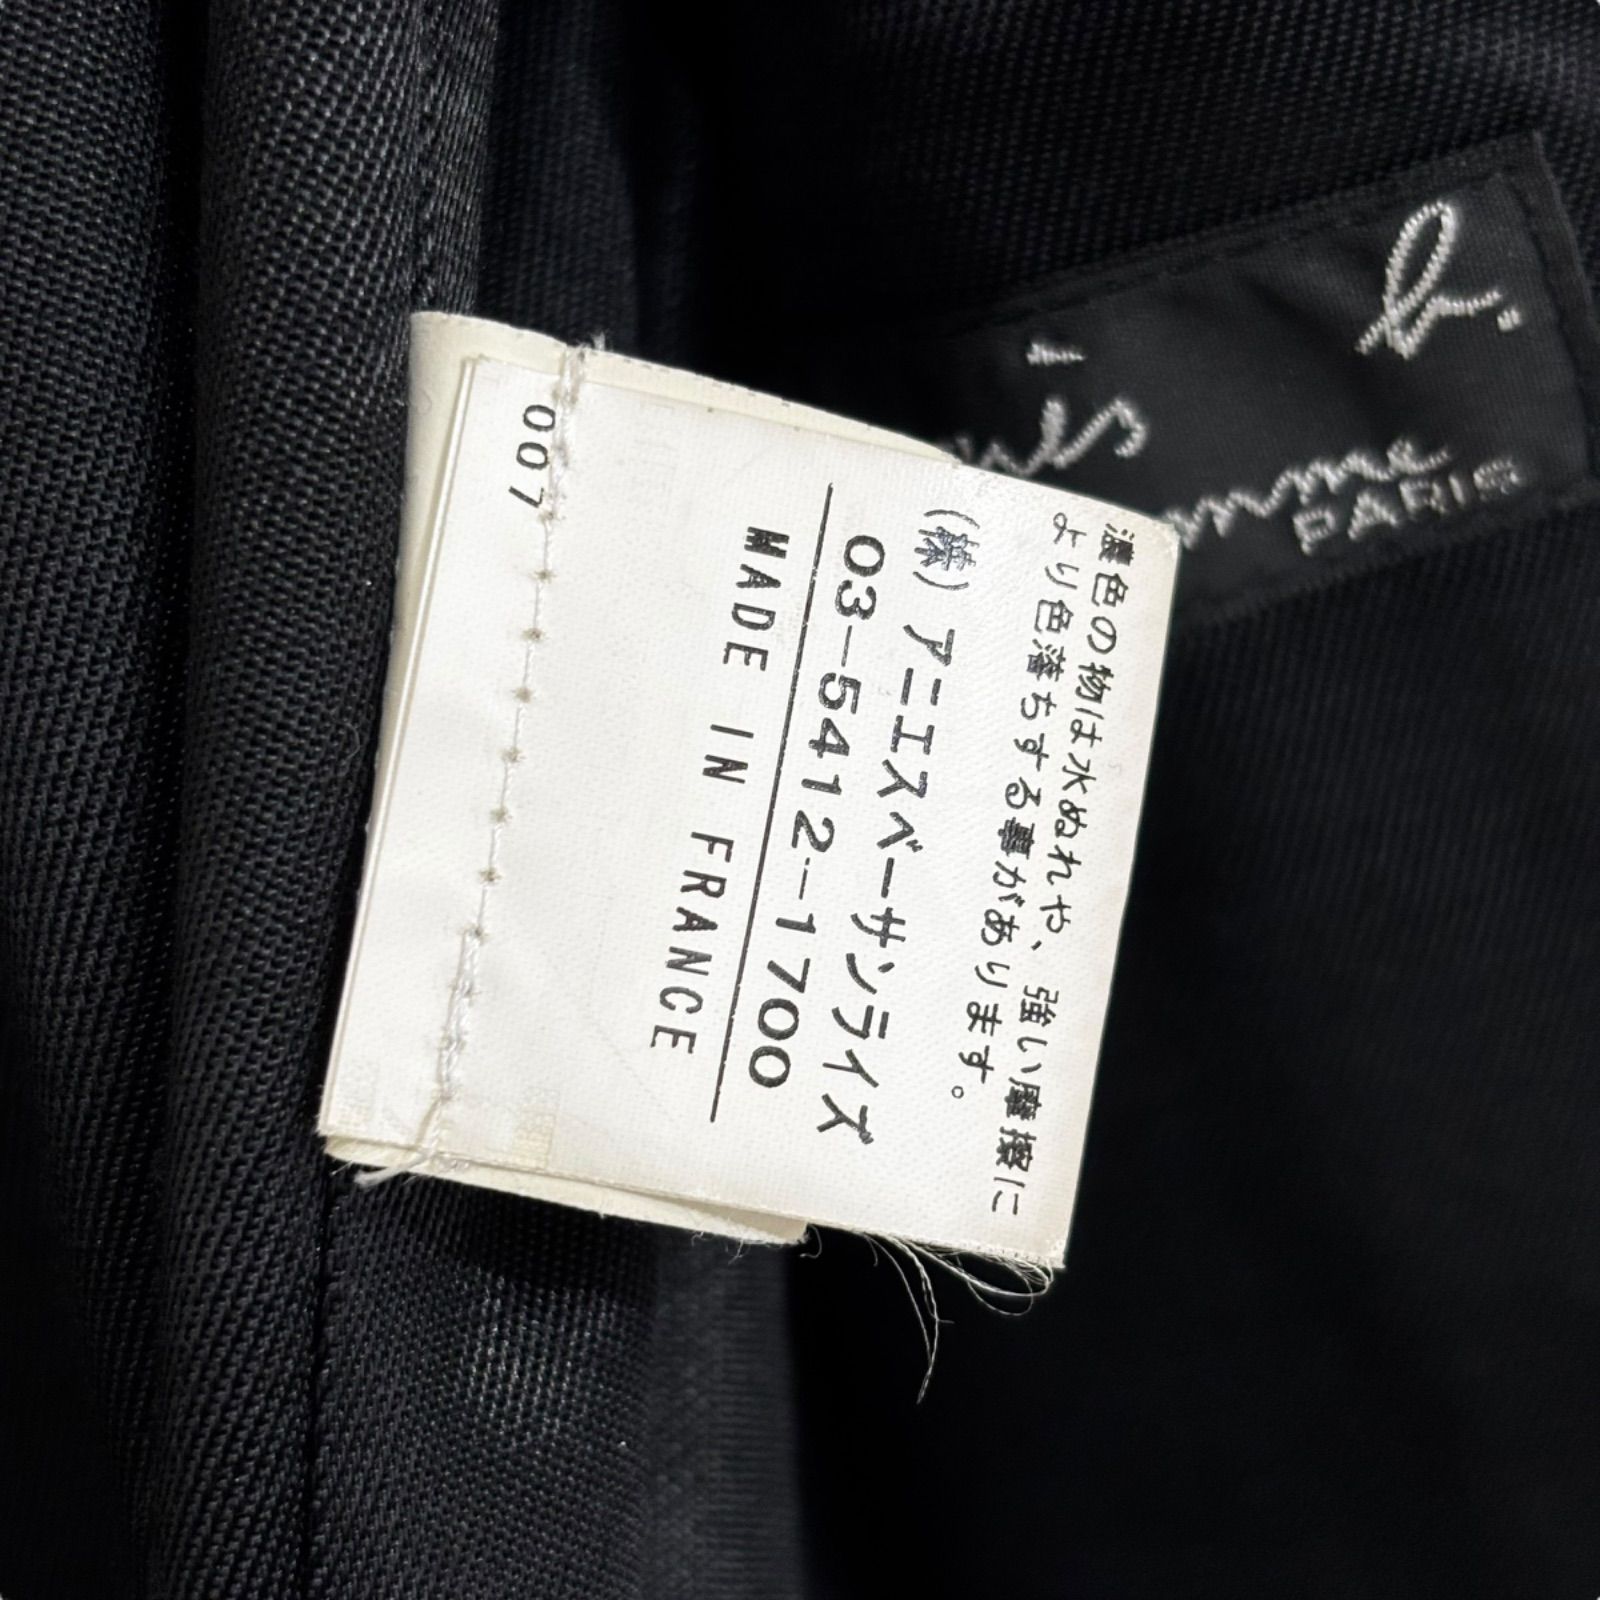 濃色の物は水ぬれや、強い摩擦に
より色落ちする事があります。
(株)アニエスベーサンライズ
03-5412-1700
MADE IN FRANCE
007
b.
PARIS